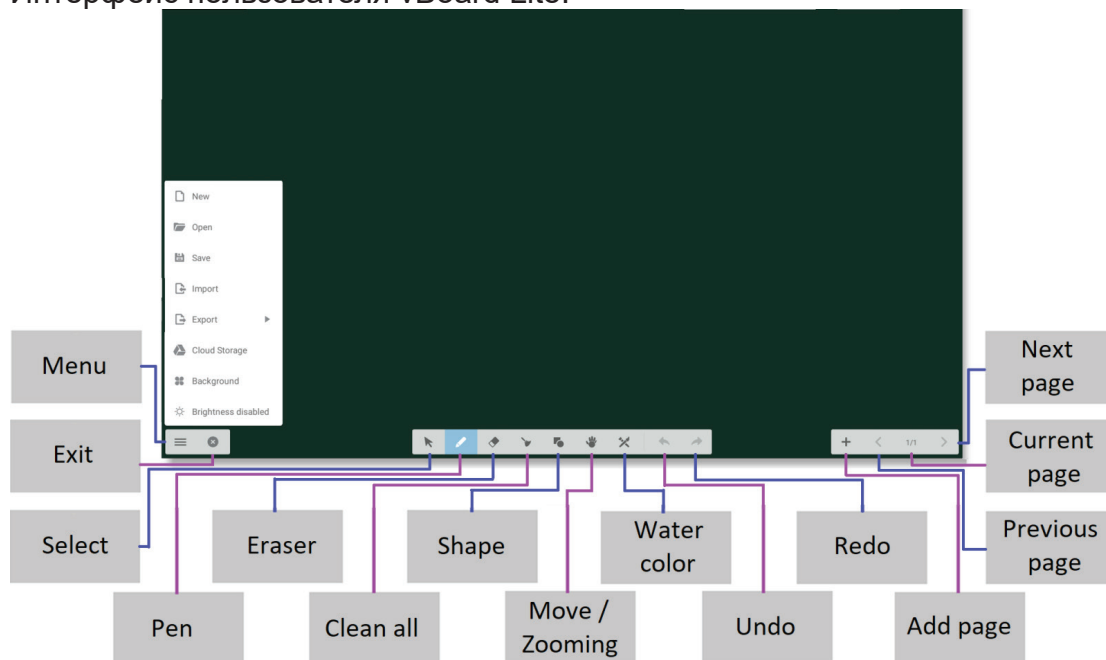 Интерфейс пользователя vBoard Lite:
New
Open
Save
Import
Export
Cloud Storage
Background
Brightness disabled
1/1
Menu
Exit
Select
Pen
Eraser
Clean all
Shape
Move /
Zooming
Water
color
Undo
Redo
Add page
Next
page
Current
page
Previous
page